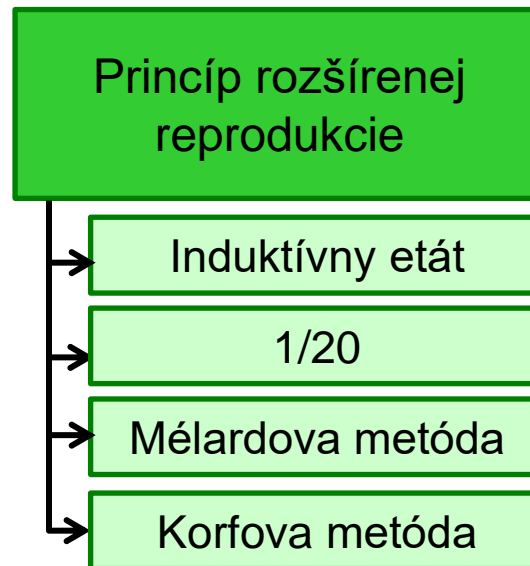 Princíp rozšírenej
reprodukcie
Induktívny etát
1/20
Mélardova metóda
Korfova metóda